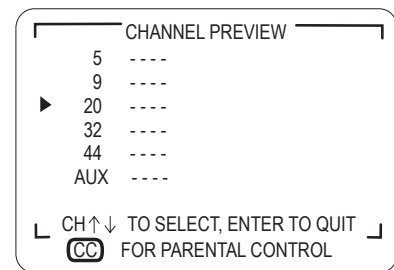 CHANNEL PREVIEW
5 - - - -
9 - - - -
20 - - - -
32 - - - -
44 - - - -
AUX - - - -
CH↑↓ TO SELECT, ENTER TO QUIT
CC FOR PARENTAL CONTROL